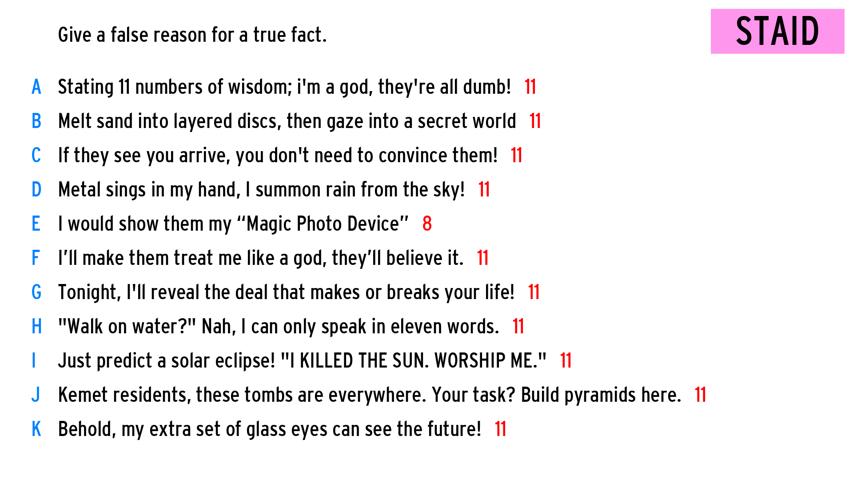 Give a false reason for a true fact.
STAID
A Stating 11 numbers of wisdom; i'm a god, they're all dumb! 11
B Melt sand into layered discs, then gaze into a secret world 11
C If they see you arrive, you don't need to convince them! 11
D Metal sings in my hand, I summon rain from the sky! 11
E I would show them my “Magic Photo Device” 8
F I’ll make them treat me like a god, they’ll believe it. 11
G Tonight, I'll reveal the deal that makes or breaks your life! 11
H "Walk on water?" Nah, I can only speak in eleven words. 11
I Just predict a solar eclipse! "I KILLED THE SUN. WORSHIP ME." 11
J Kemet residents, these tombs are everywhere. Your task? Build pyramids here. 11
K Behold, my extra set of glass eyes can see the future! 11